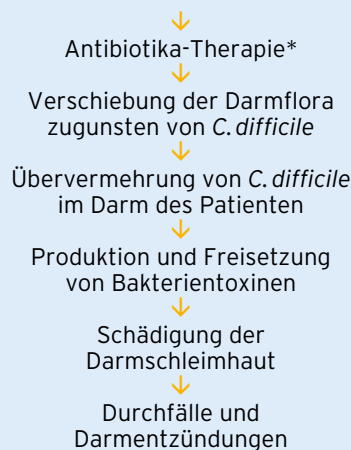 ↓
Antibiotika-Therapie*
↓
Verschiebung der Darmflora
zugunsten von C. difficile
↓
Übervermehrung von C. difficile
im Darm des Patienten
↓
Produktion und Freisetzung
von Bakterientoxinen
↓
Schädigung der
Darmschleimhaut
↓
Durchfälle und
Darmentzündungen